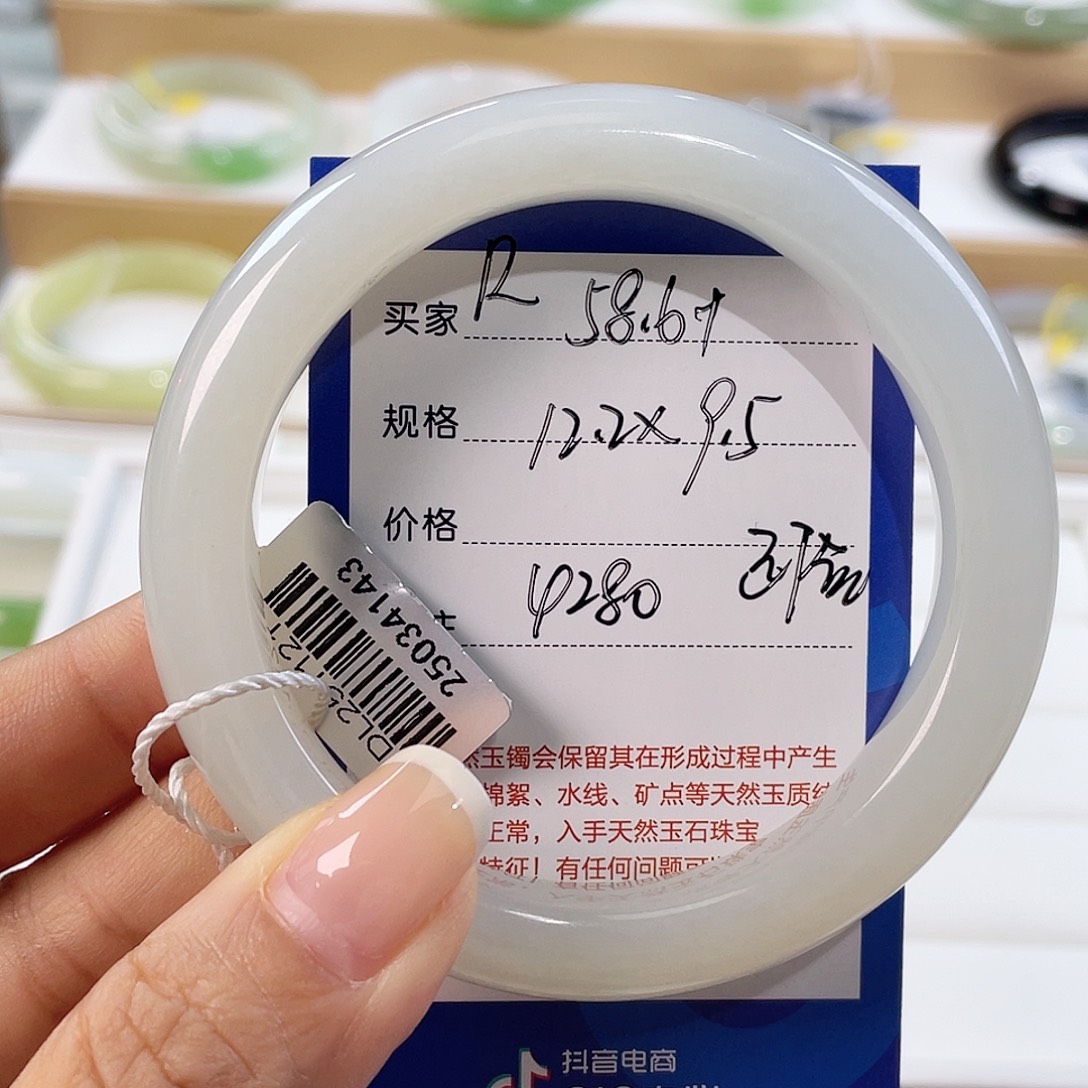 买家 R 58.6+
规格 12.2×9.5
价格
4280
25034143
然玉镯会保留其在形成过程中产生
棉絮、水线、矿点等天然玉质
正常，入手天然玉石珠宝
特征！有任何问题可
抖音电商